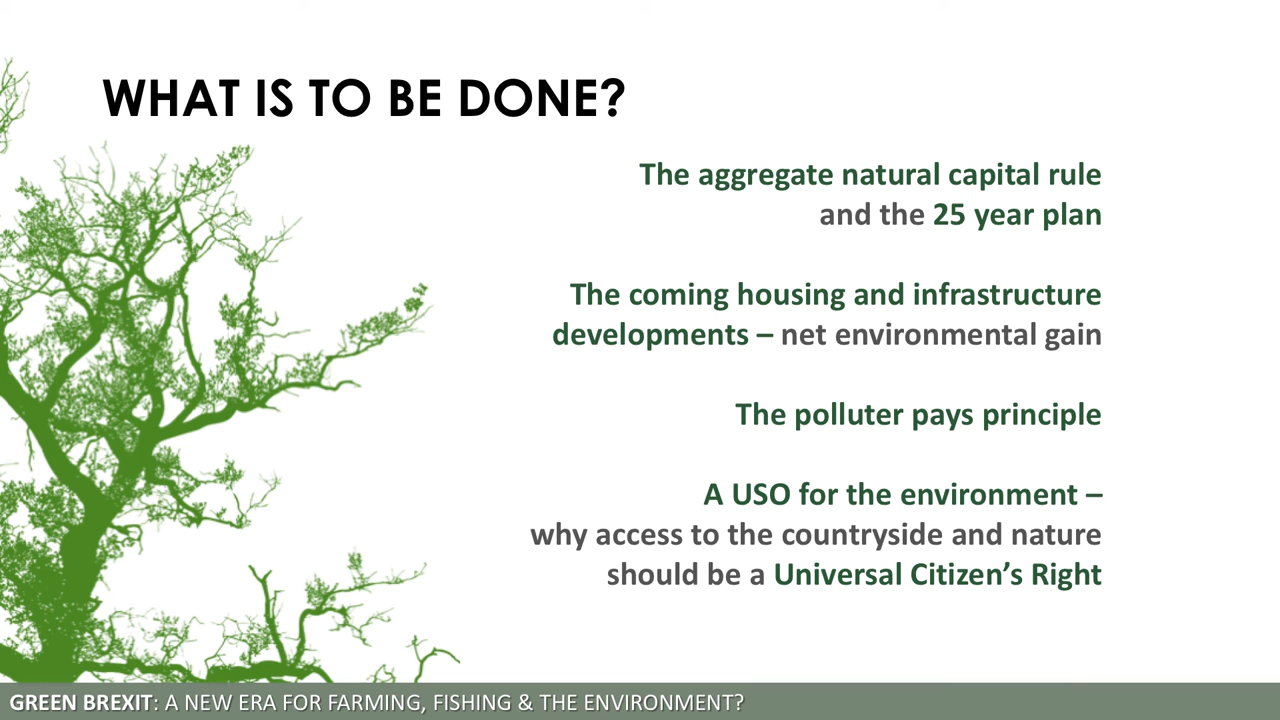 WHAT IS TO BE DONE?
The aggregate natural capital rule
and the 25 year plan
The coming housing and infrastructure
developments – net environmental gain
The polluter pays principle
A USO for the environment –
why access to the countryside and nature
should be a Universal Citizen’s Right
GREEN BREXIT: A NEW ERA FOR FARMING, FISHING & THE ENVIRONMENT?